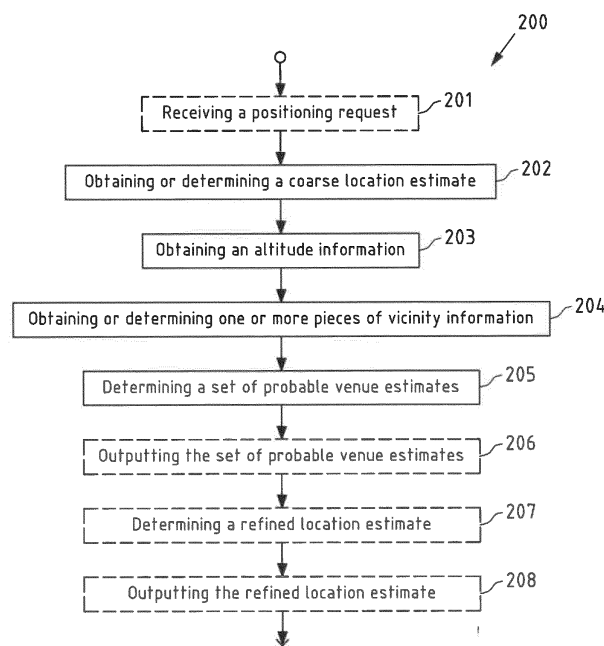 200
Receiving a positioning request
201
Obtaining or determining a coarse location estimate
202
Obtaining an altitude information
203
Obtaining or determining one or more pieces of vicinity information
204
Determining a set of probable venue estimates
205
Outputting the set of probable venue estimates
206
Determining a refined location estimate
207
Outputting the refined location estimate
208